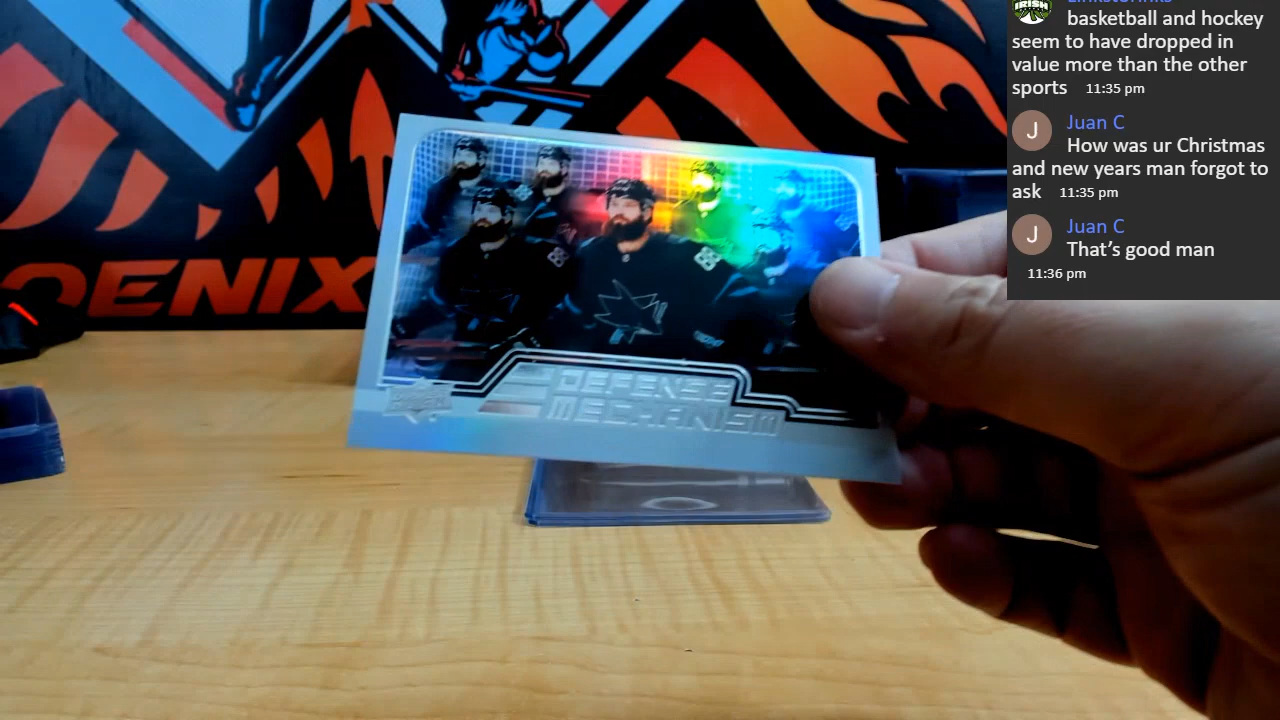 IRISH
basketball and hockey
seem to have dropped in
value more than the other
sports 11:35 pm
J Juan C
How was ur Christmas
and new years man forgot to
ask 11:35 pm
J Juan C
That's good man
11:36 pm
OENIX
88
DEFENSE
MECHANISM